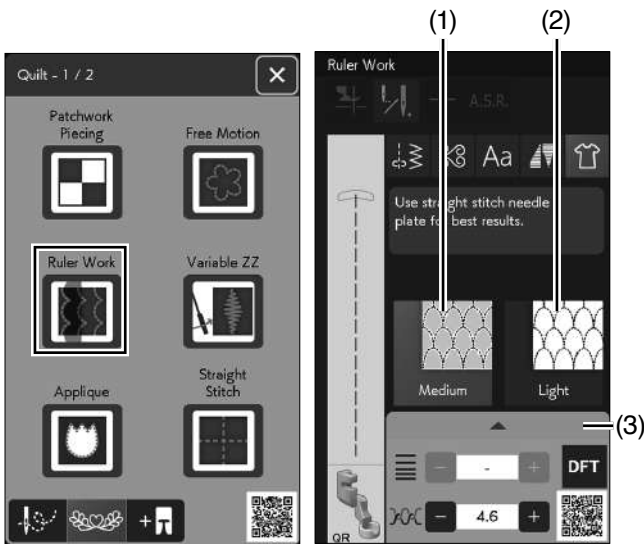 (1)
(2)
Quilt - 1 / 2
Patchwork
Piecing
Free Motion
Ruler Work
Variable ZZ
Applique
Straight
Stitch
Ruler Work
A.S.R.
Aa
Use straight stitch needle
plate for best results.
Medium
Light
(3)
- - +
DFT
- 4.6 +
QR